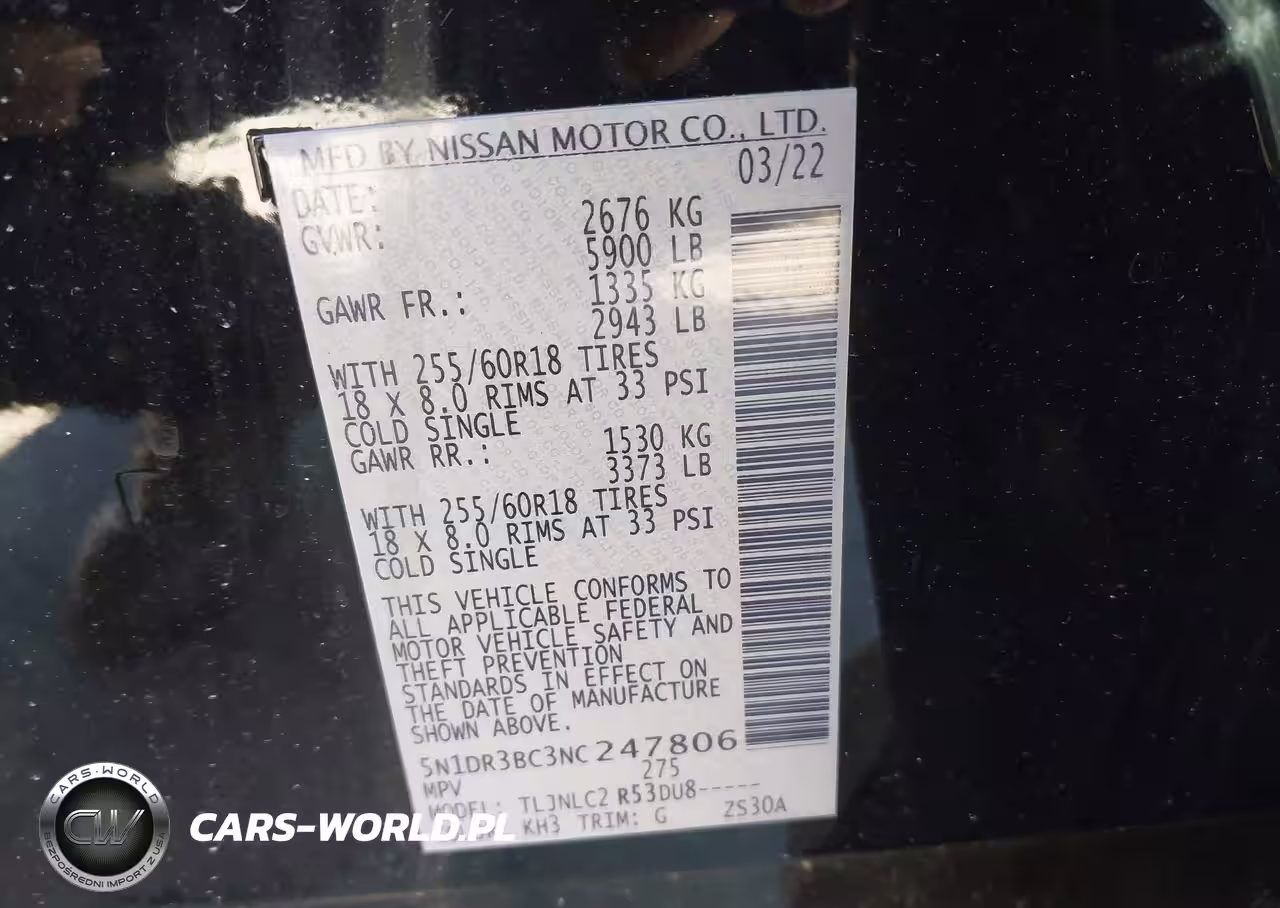 MFD BY NISSAN MOTOR CO., LTD.
DATE: 03/22
GVWR: 2676 KG
5900 LB
GAWR FR.: 1335 KG
2943 LB
WITH 255/60R18 TIRES
18 X 8.0 RIMS AT 33 PSI
COLD SINGLE
GAWR RR.: 1530 KG
3373 LB
WITH 255/60R18 TIRES
18 X 8.0 RIMS AT 33 PSI
COLD SINGLE
THIS VEHICLE CONFORMS TO
ALL APPLICABLE FEDERAL
MOTOR VEHICLE SAFETY AND
THEFT PREVENTION
STANDARDS IN EFFECT ON
THE DATE OF MANUFACTURE
SHOWN ABOVE.
5N1DR3BC3NC247806
275
MPV
MODEL: TLJNLC2 R53DU8-----
KH3 TRIM: G ZS30A
CARS-WORLD
CW
BEZPOŚREDNI IMPORT Z USA
CARS-WORLD.PL